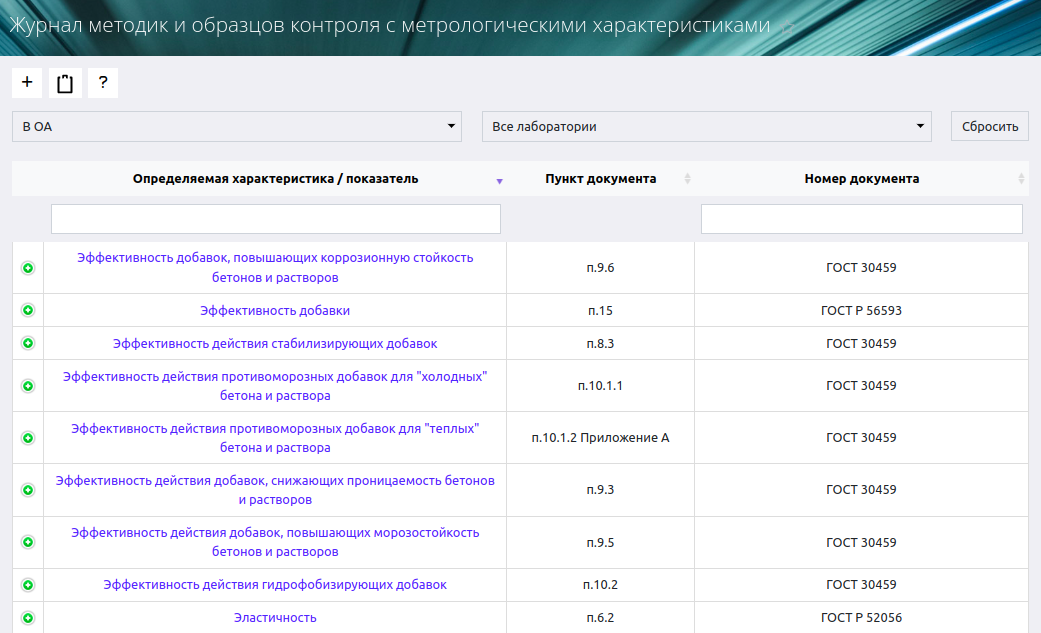 Журнал методик и образцов контроля с метрологическими характеристиками
+ ?
В ОА Все лаборатории Сбросить
Определяемая характеристика / показатель Пункт документа Номер документа
Эффективность добавок, повышающих коррозионную стойкость
бетонов и растворов
п.9.6 ГОСТ 30459
Эффективность добавки п.15 ГОСТ Р 56593
Эффективность действия стабилизирующих добавок п.8.3 ГОСТ 30459
Эффективность действия противоморозных добавок для "холодных"
бетона и раствора
п.10.1.1 ГОСТ 30459
Эффективность действия противоморозных добавок для "теплых"
бетона и раствора
п.10.1.2 Приложение А ГОСТ 30459
Эффективность действия добавок, снижающих проницаемость бетонов
и растворов
п.9.3 ГОСТ 30459
Эффективность действия добавок, повышающих морозостойкость
бетонов и растворов
п.9.5 ГОСТ 30459
Эффективность действия гидрофобизирующих добавок п.10.2 ГОСТ 30459
Эластичность п.6.2 ГОСТ Р 52056